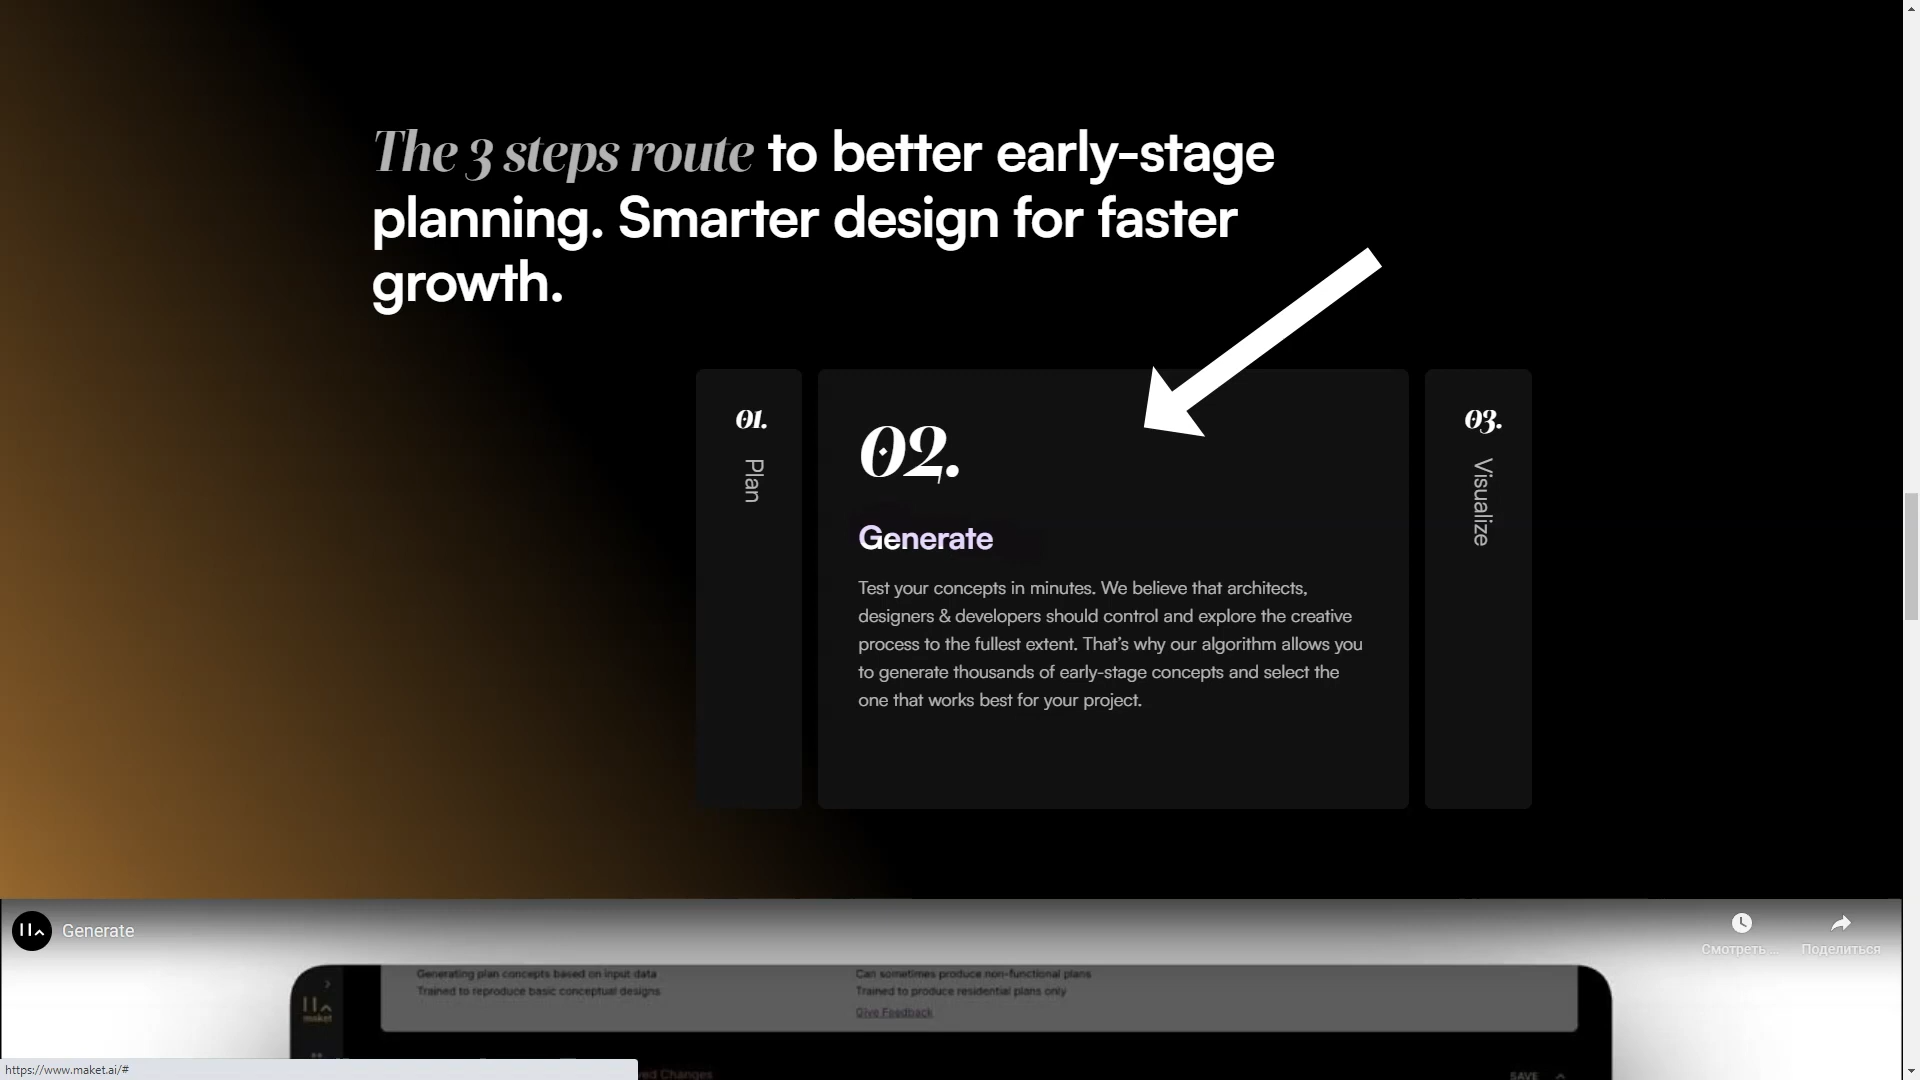 The 3 steps route to better early-stage
planning. Smarter design for faster
growth.
01.
Plan
02.
Generate
Test your concepts in minutes. We believe that architects,
designers & developers should control and explore the creative
process to the fullest extent. That’s why our algorithm allows you
to generate thousands of early-stage concepts and select the
one that works best for your project.
03.
Visualize
Generate
Смотреть ...
Поделиться
Generating plan concepts based on input data
Trained to reproduce basic conceptual designs
Can sometimes produce non-functional plans
Trained to produce residential plans only
Give Feedback
maket
Changes
SAVE
https://www.maket.ai/#